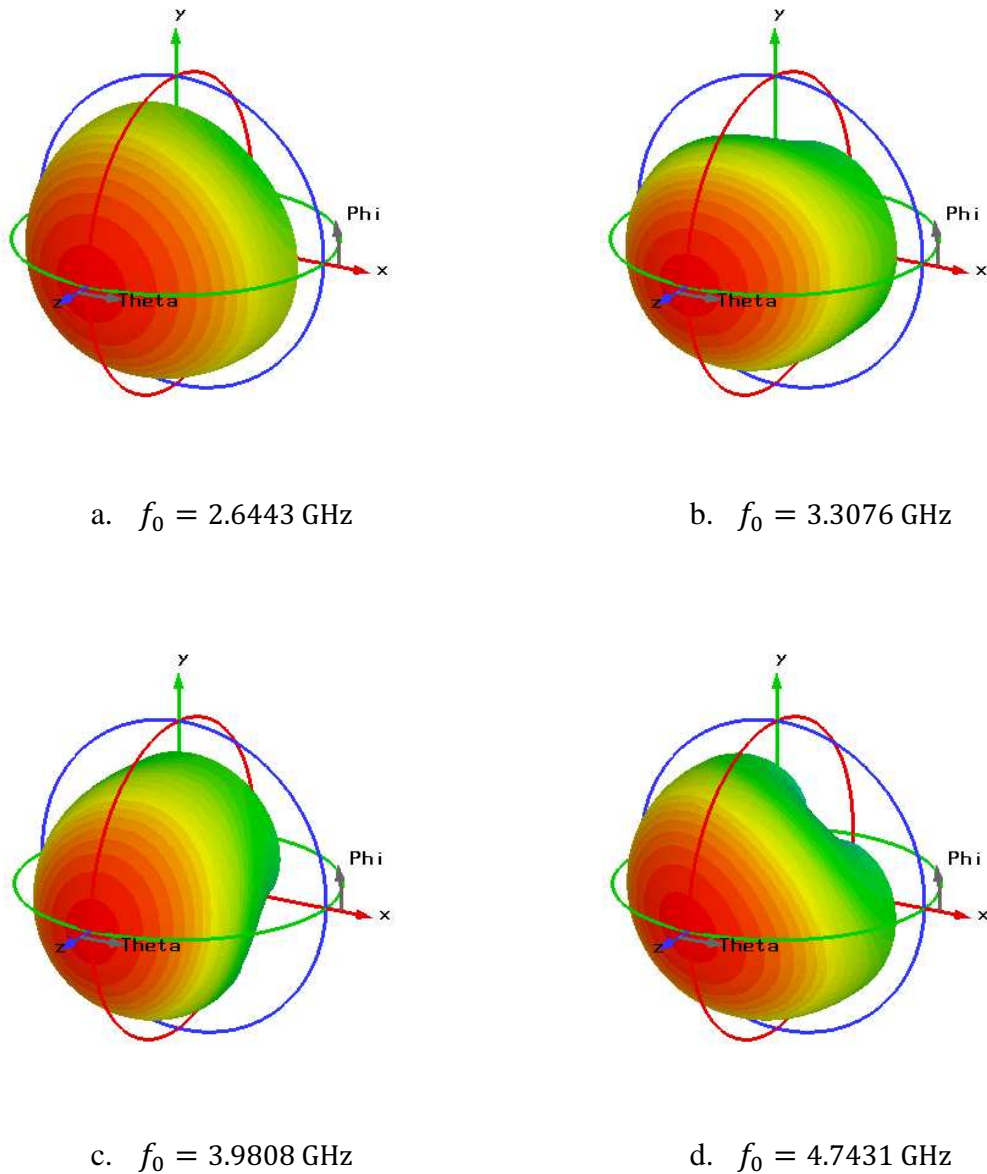 y
y
Phi
Phi
x
x
z Theta
z Theta
a. f₀ = 2.6443 GHz
b. f₀ = 3.3076 GHz
y
y
Phi
Phi
x
x
z Theta
z Theta
c. f₀ = 3.9808 GHz
d. f₀ = 4.7431 GHz